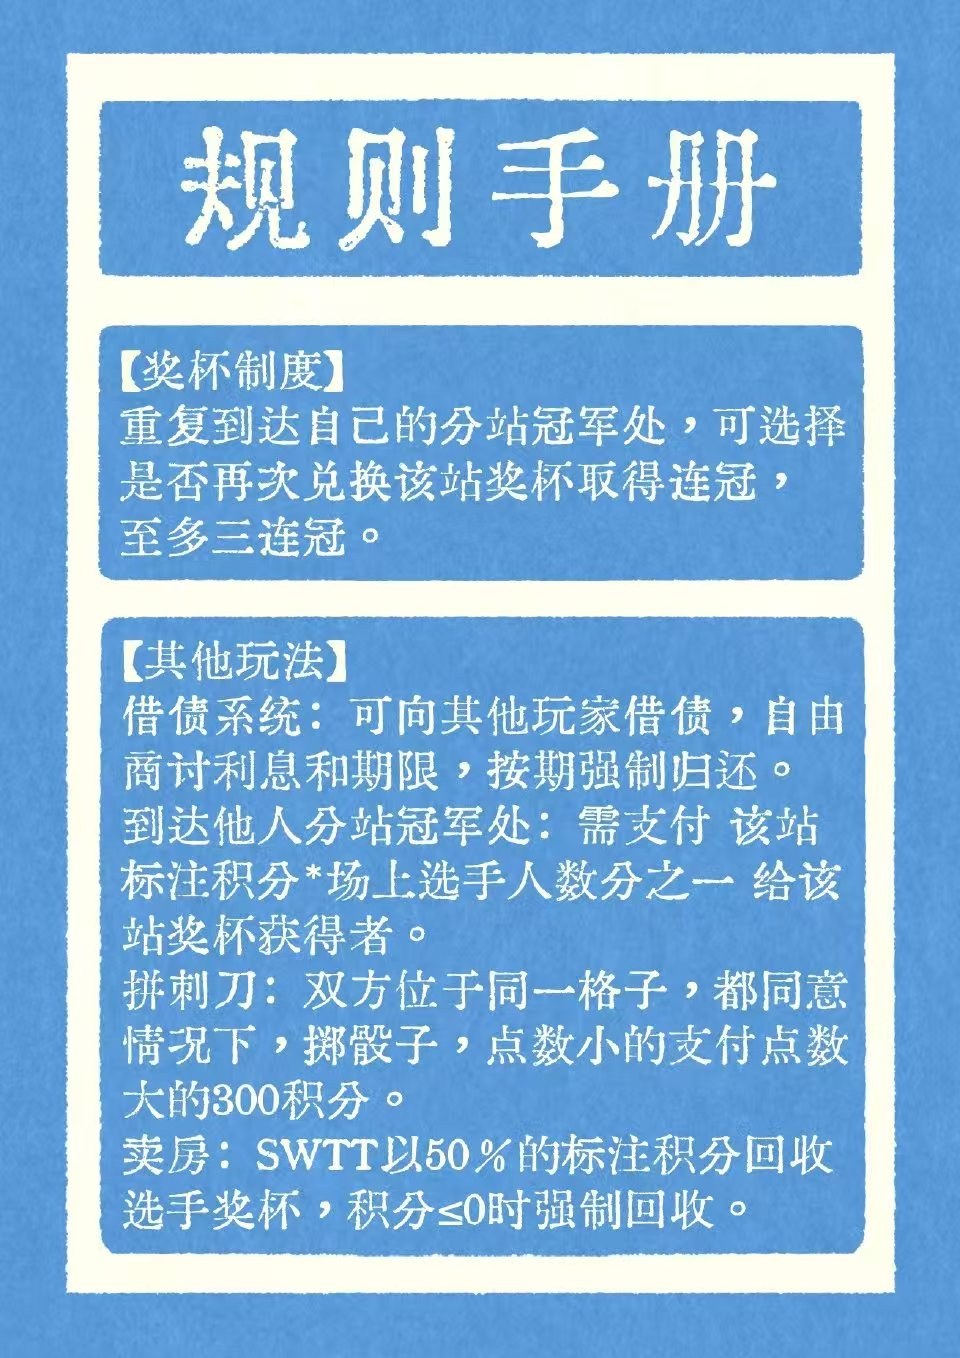 规则手册
【奖杯制度】
重复到达自己的分站冠军处，可选择
是否再次兑换该站奖杯取得连冠，
至多三连冠。
【其他玩法】
借债系统：可向其他玩家借债，自由
商讨利息和期限，按期强制归还。
到达他人分站冠军处：需支付 该站
标注积分*场上选手人数分之一 给该
站奖杯获得者。
拼刺刀：双方位于同一格子，都同意
情况下，掷骰子，点数小的支付点数
大的300积分。
卖房：SWTT以50%的标注积分回收
选手奖杯，积分≤0时强制回收。